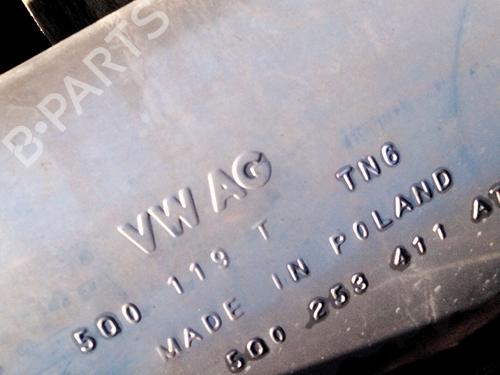 B-PARTS
VW AG
TN6
5Q0 119 T
MADE IN POLAND
5Q0 253 411 AT